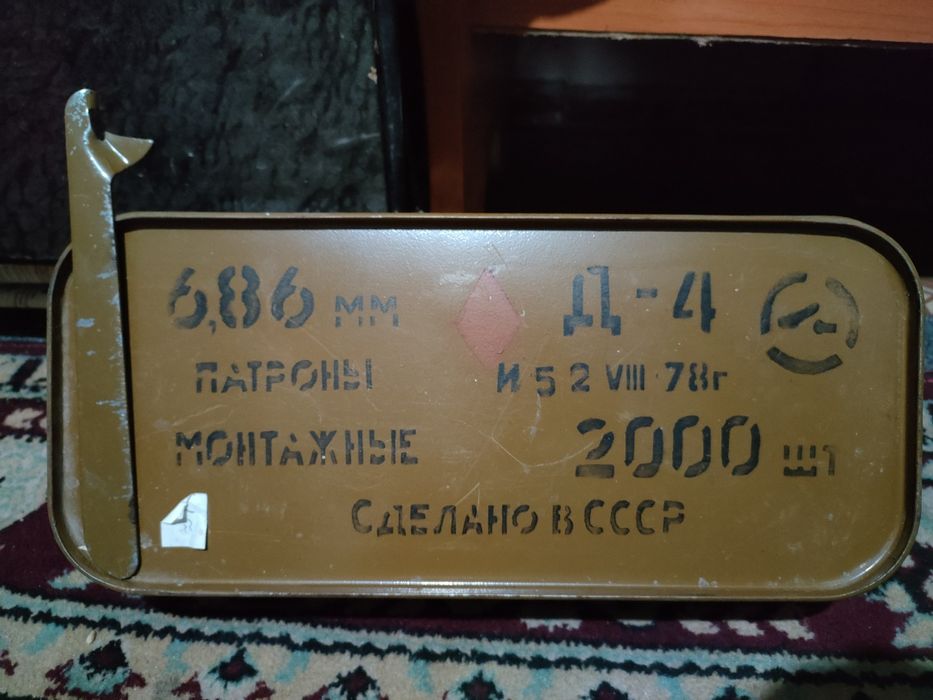 6,86 мм Д-4
ПАТРОНЫ И 5 2 VIII·78г
МОНТАЖНЫЕ 2000 шт
СДЕЛАНО В СССР